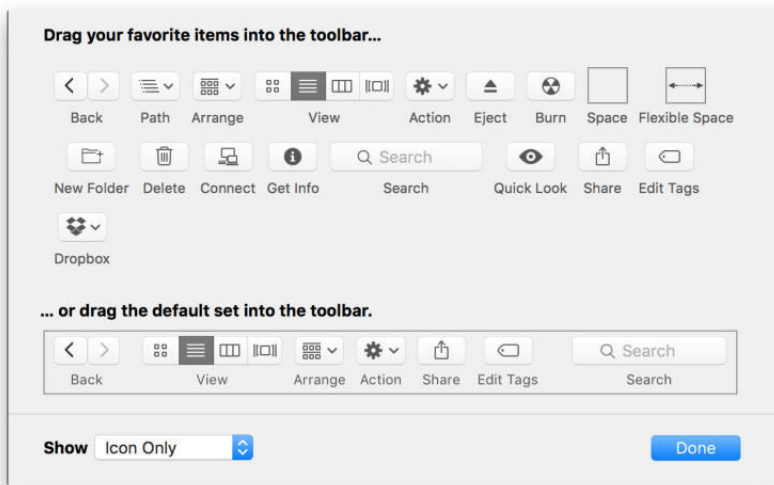 Drag your favorite items into the toolbar...
Back Path Arrange View Action Eject Burn Space Flexible Space
Search
New Folder Delete Connect Get Info Search Quick Look Share Edit Tags
Dropbox
... or drag the default set into the toolbar.
Search
Back View Arrange Action Share Edit Tags Search
Show Icon Only Done